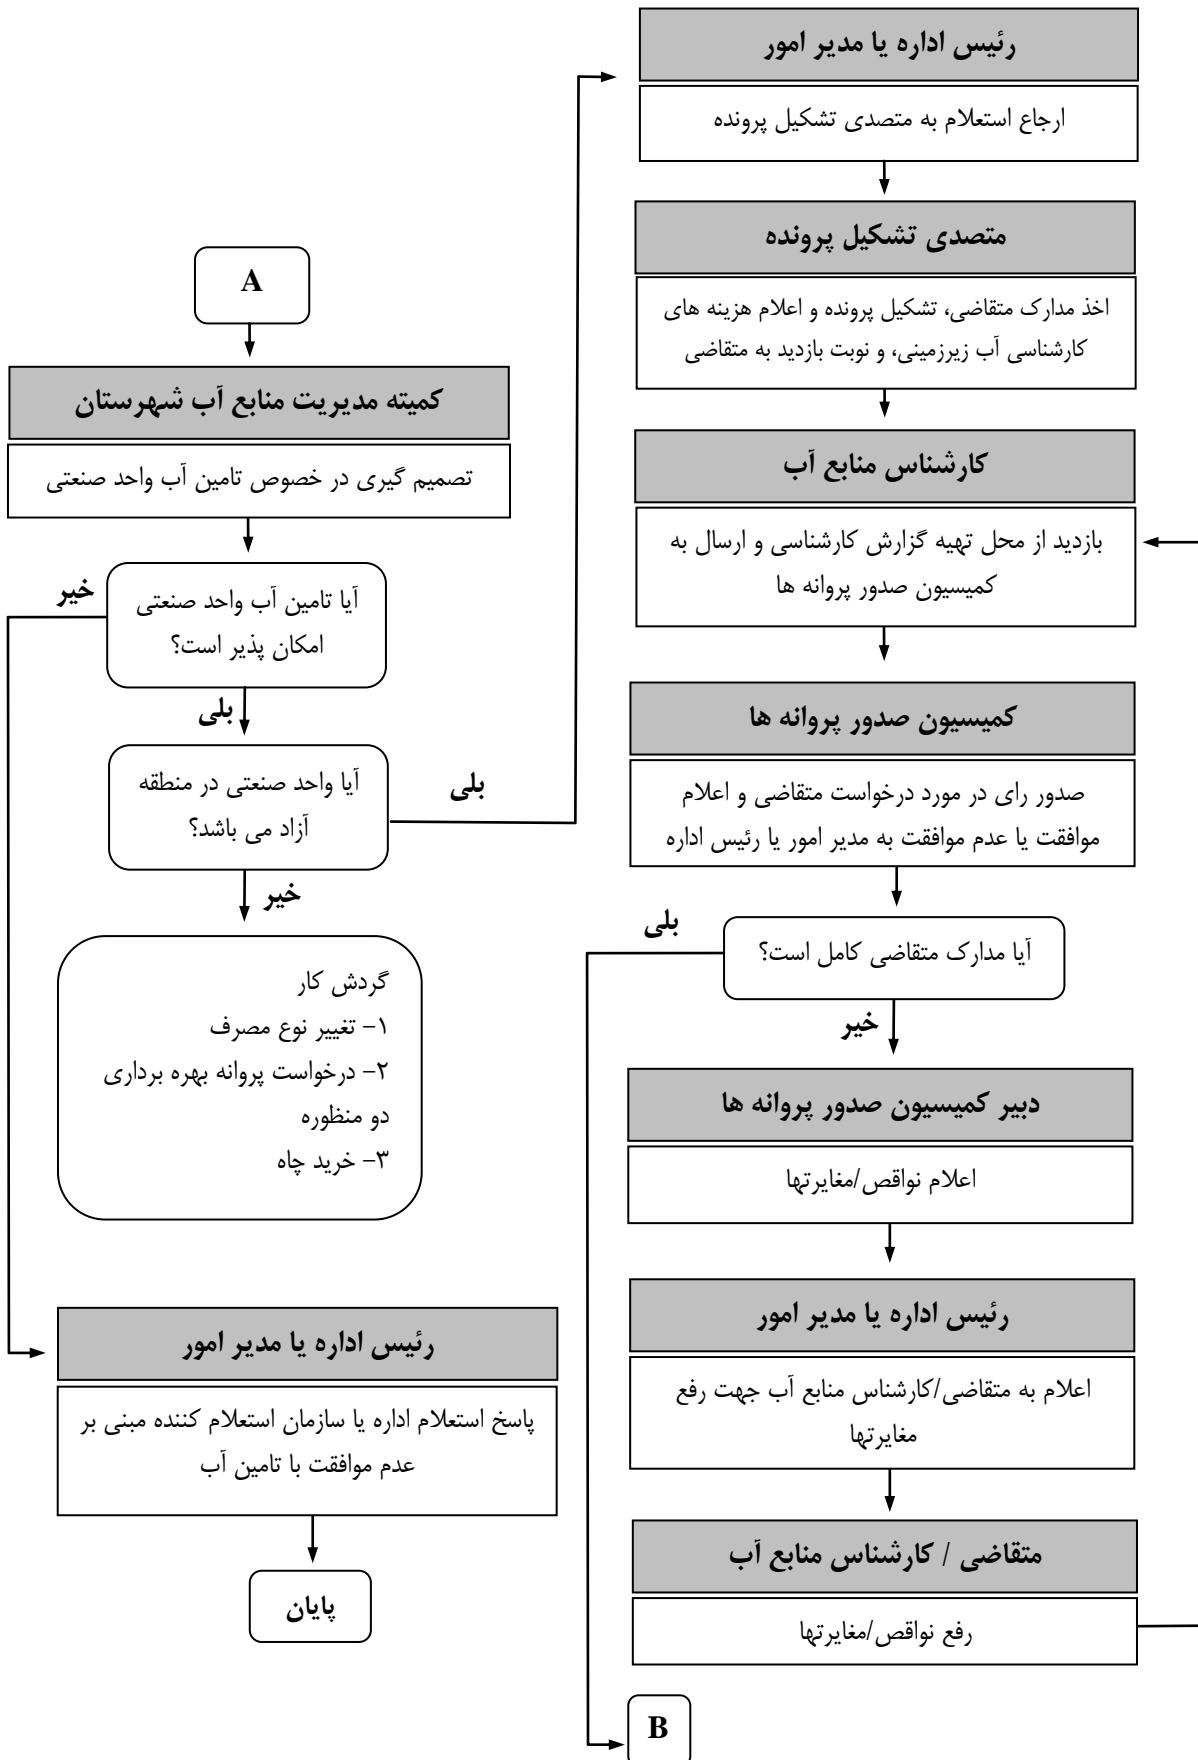 A
کمیته مدیریت منابع آب شهرستان
تصمیم گیری در خصوص تامین آب واحد صنعتی
آیا تامین آب واحد صنعتی
امکان پذیر است؟
خیر
بلی
آیا واحد صنعتی در منطقه
آزاد می باشد؟
بلی
خیر
گردش کار
۱- تغییر نوع مصرف
۲- درخواست پروانه بهره برداری
دو منظوره
۳- خرید چاه
رئیس اداره یا مدیر امور
پاسخ استعلام اداره یا سازمان استعلام کننده مبنی بر
عدم موافقت با تامین آب
پایان
رئیس اداره یا مدیر امور
ارجاع استعلام به متصدی تشکیل پرونده
متصدی تشکیل پرونده
اخذ مدارک متقاضی، تشکیل پرونده و اعلام هزینه های
کارشناسی آب زیرزمینی، و نوبت بازدید به متقاضی
کارشناس منابع آب
بازدید از محل تهیه گزارش کارشناسی و ارسال به
کمیسیون صدور پروانه ها
کمیسیون صدور پروانه ها
صدور رای در مورد درخواست متقاضی و اعلام
موافقت یا عدم موافقت به مدیر امور یا رئیس اداره
آیا مدارک متقاضی کامل است؟
بلی
خیر
دبیر کمیسیون صدور پروانه ها
اعلام نواقص/مغایرتها
رئیس اداره یا مدیر امور
اعلام به متقاضی/کارشناس منابع آب جهت رفع
مغایرتها
متقاضی / کارشناس منابع آب
رفع نواقص/مغایرتها
B